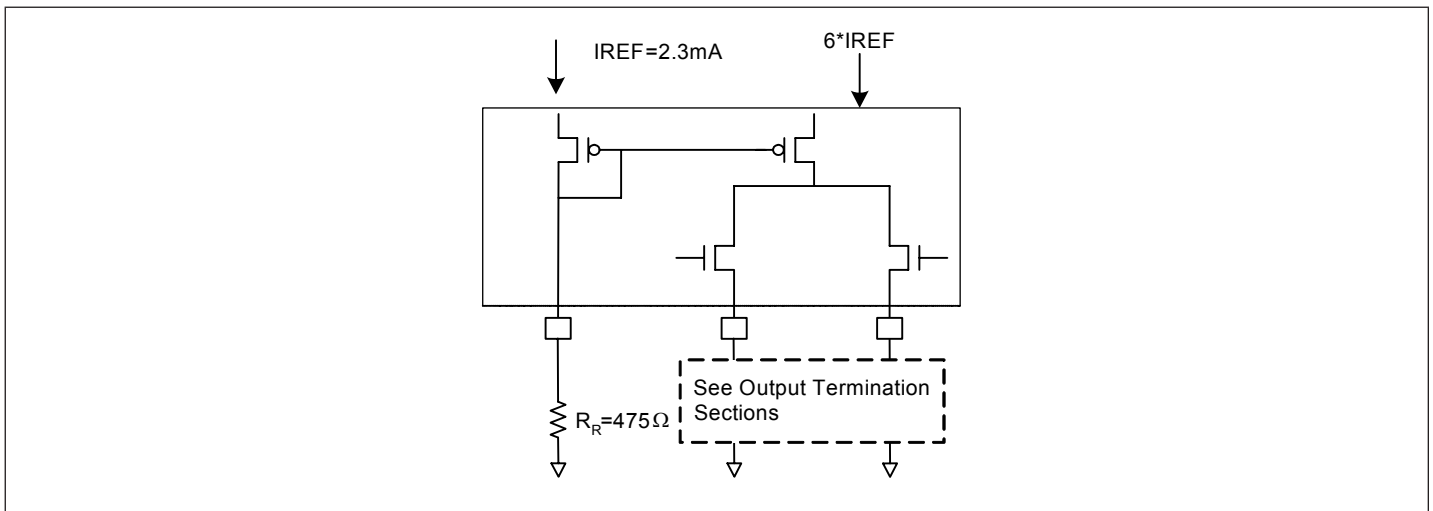 IREF=2.3mA
6*IREF
See Output Termination
Sections
R_R=475Ω